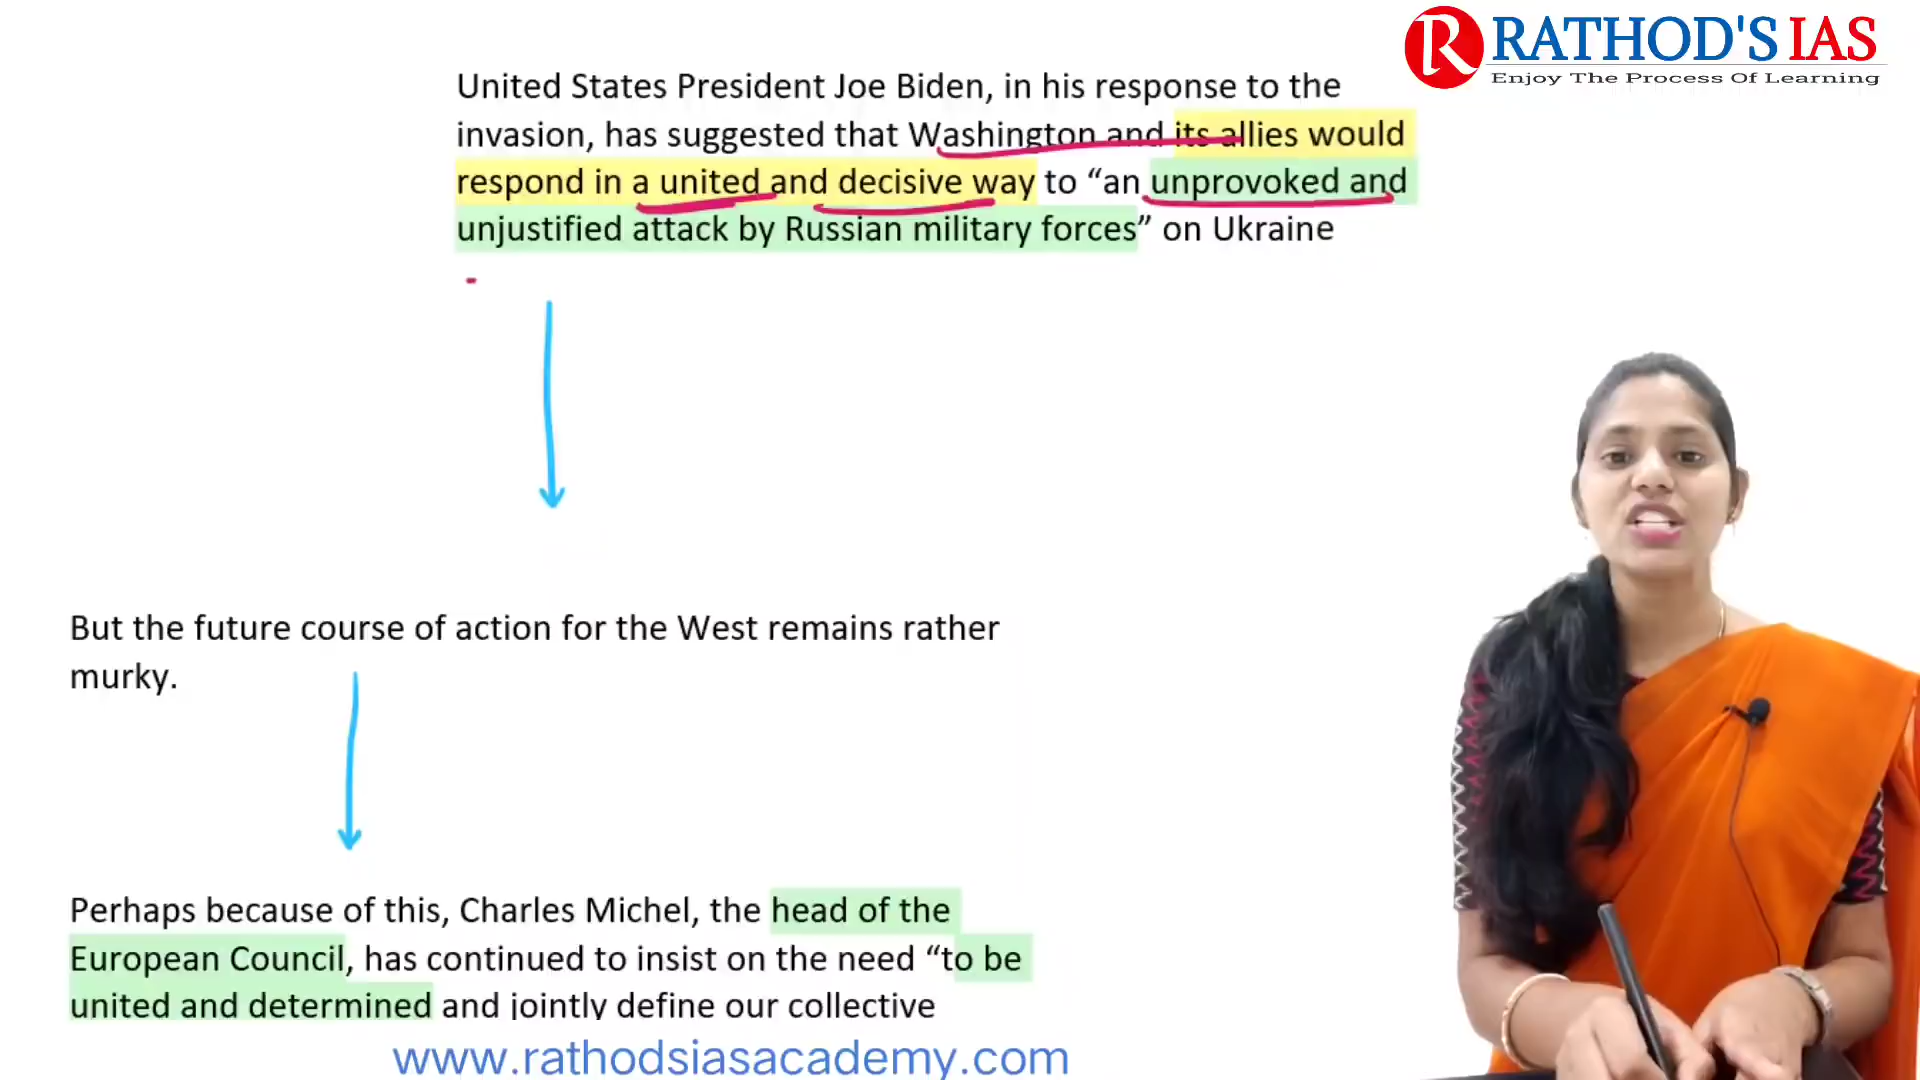 RATHOD'S IAS
Enjoy The Process Of Learning
United States President Joe Biden, in his response to the
invasion, has suggested that Washington and its allies would
respond in a united and decisive way to “an unprovoked and
unjustified attack by Russian military forces” on Ukraine
But the future course of action for the West remains rather
murky.
Perhaps because of this, Charles Michel, the head of the
European Council, has continued to insist on the need “to be
united and determined and jointly define our collective
www.rathodsiasacademy.com